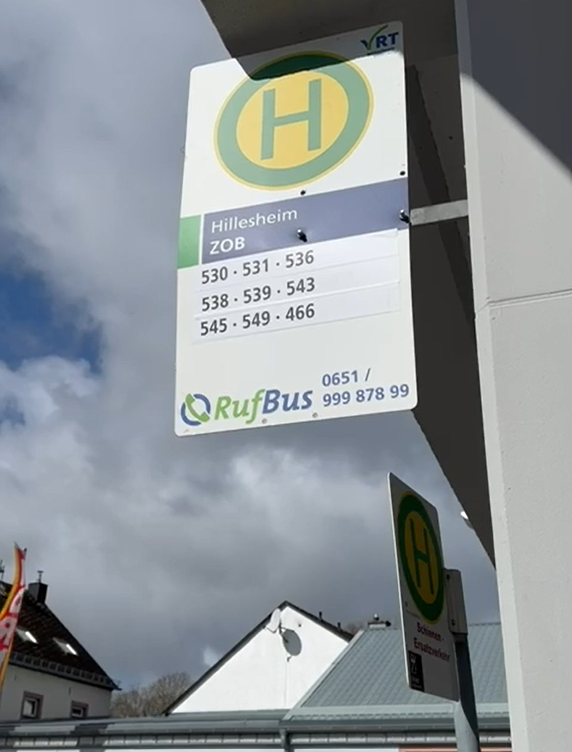 VRT
H
Hillesheim
ZOB
530 · 531 · 536
538 · 539 · 543
545 · 549 · 466
RufBus 0651 /
999 878 99
H
Schienen-
Ersatzverkehr